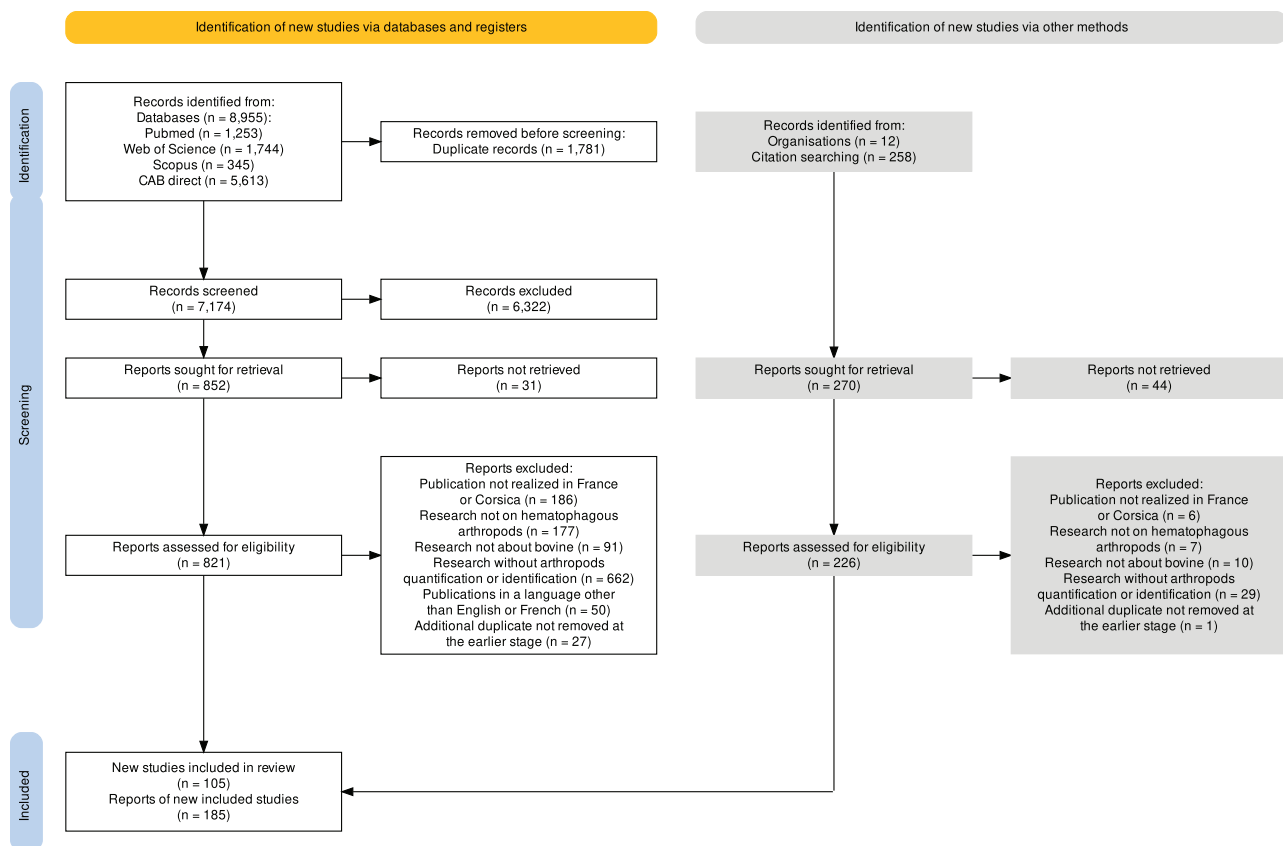 Identification of new studies via databases and registers
Identification of new studies via other methods
Identification
Records identified from:
Databases (n = 8,955):
Pubmed (n = 1,253)
Web of Science (n = 1,744)
Scopus (n = 345)
CAB direct (n = 5,613)
Records removed before screening:
Duplicate records (n = 1,781)
Records identified from:
Organisations (n = 12)
Citation searching (n = 258)
Screening
Records screened
(n = 7,174)
Records excluded
(n = 6,322)
Reports sought for retrieval
(n = 852)
Reports not retrieved
(n = 31)
Reports sought for retrieval
(n = 270)
Reports not retrieved
(n = 44)
Reports assessed for eligibility
(n = 821)
Reports excluded:
Publication not realized in France
or Corsica (n = 186)
Research not on hematophagous
arthropods (n = 177)
Research not about bovine (n = 91)
Research without arthropods
quantification or identification (n = 662)
Publications in a language other
than English or French (n = 50)
Additional duplicate not removed at
the earlier stage (n = 27)
Reports assessed for eligibility
(n = 226)
Reports excluded:
Publication not realized in France
or Corsica (n = 6)
Research not on hematophagous
arthropods (n = 7)
Research not about bovine (n = 10)
Research without arthropods
quantification or identification (n = 29)
Additional duplicate not removed at
the earlier stage (n = 1)
Included
New studies included in review
(n = 105)
Reports of new included studies
(n = 185)